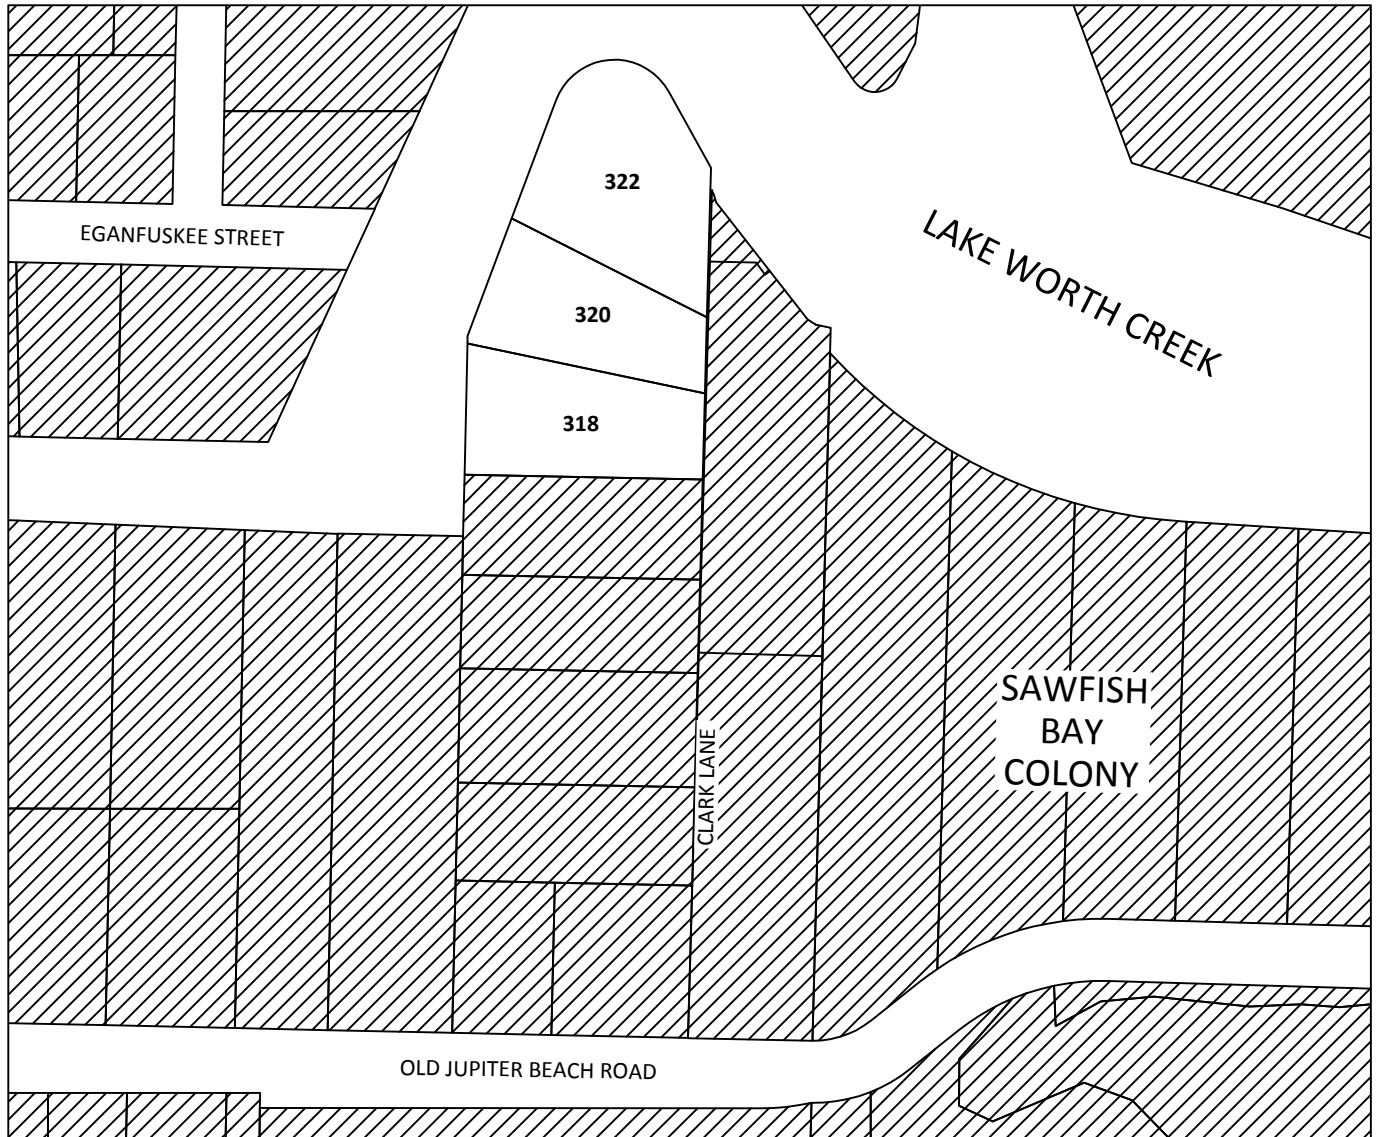 322
EGANFUSKEE STREET
LAKE WORTH CREEK
320
318
SAWFISH
BAY
COLONY
CLARK LANE
OLD JUPITER BEACH ROAD